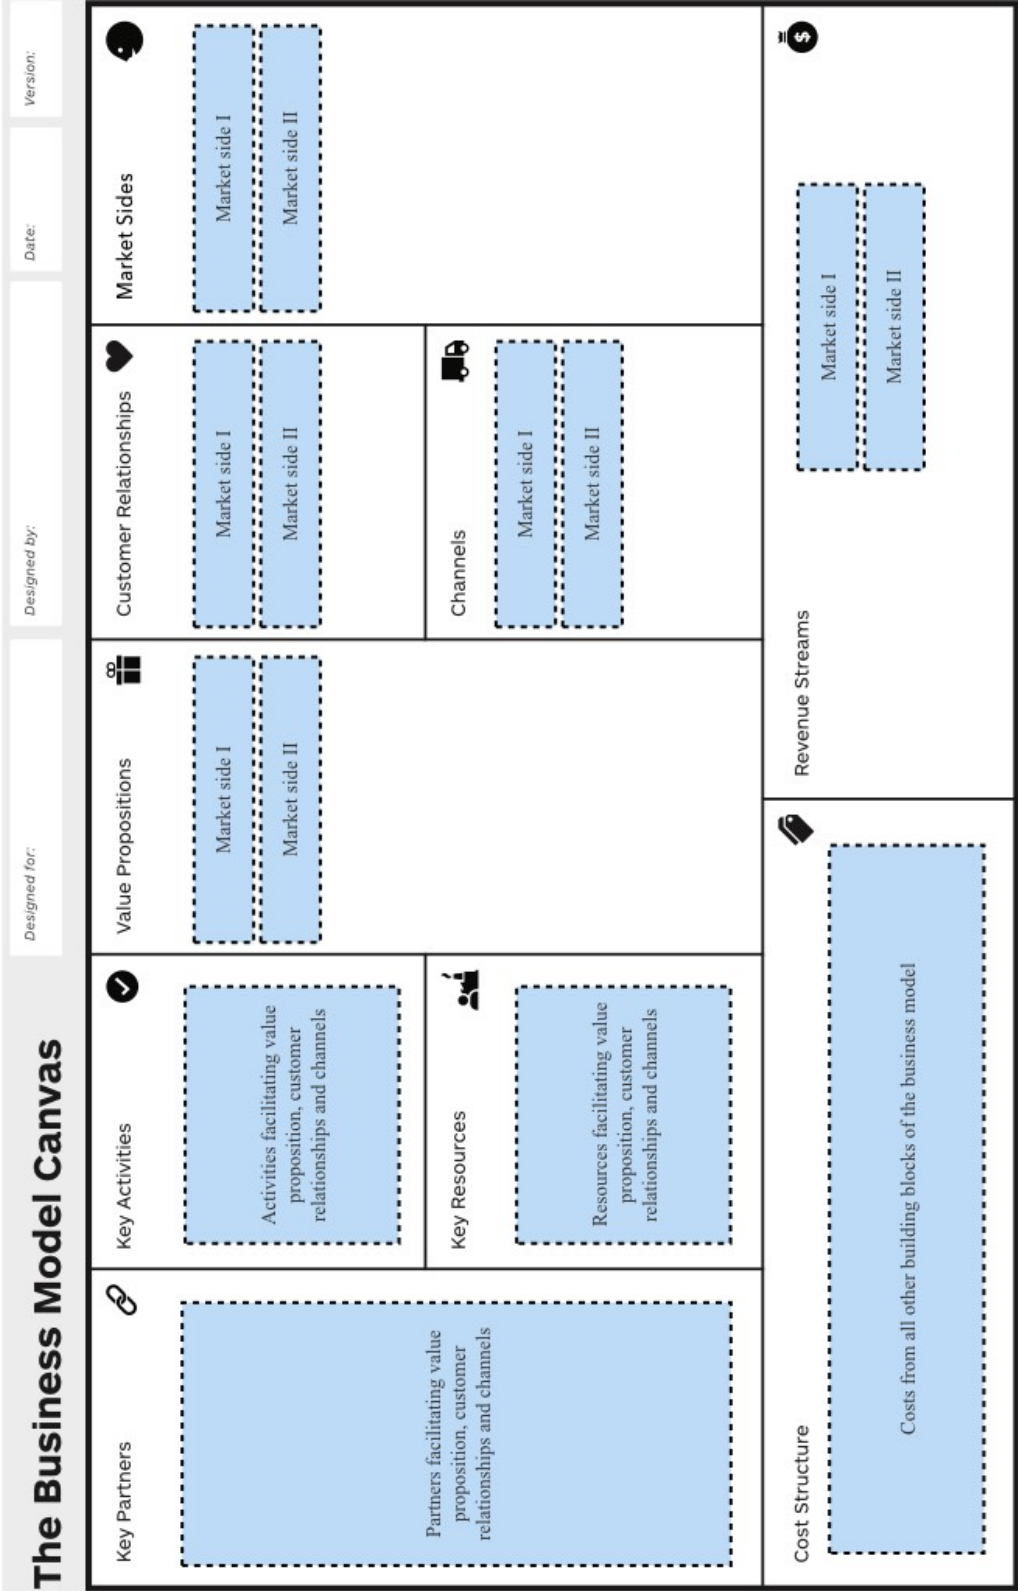 The Business Model Canvas
Designed for:
Designed by:
Date:
Version:
Key Partners
Partners facilitating value
proposition, customer
relationships and channels
Key Activities
Activities facilitating value
proposition, customer
relationships and channels
Key Resources
Resources facilitating value
proposition, customer
relationships and channels
Value Propositions
Market side I
Market side II
Customer Relationships
Market side I
Market side II
Channels
Market side I
Market side II
Market Sides
Market side I
Market side II
Cost Structure
Costs from all other building blocks of the business model
Revenue Streams
Market side I
Market side II
$